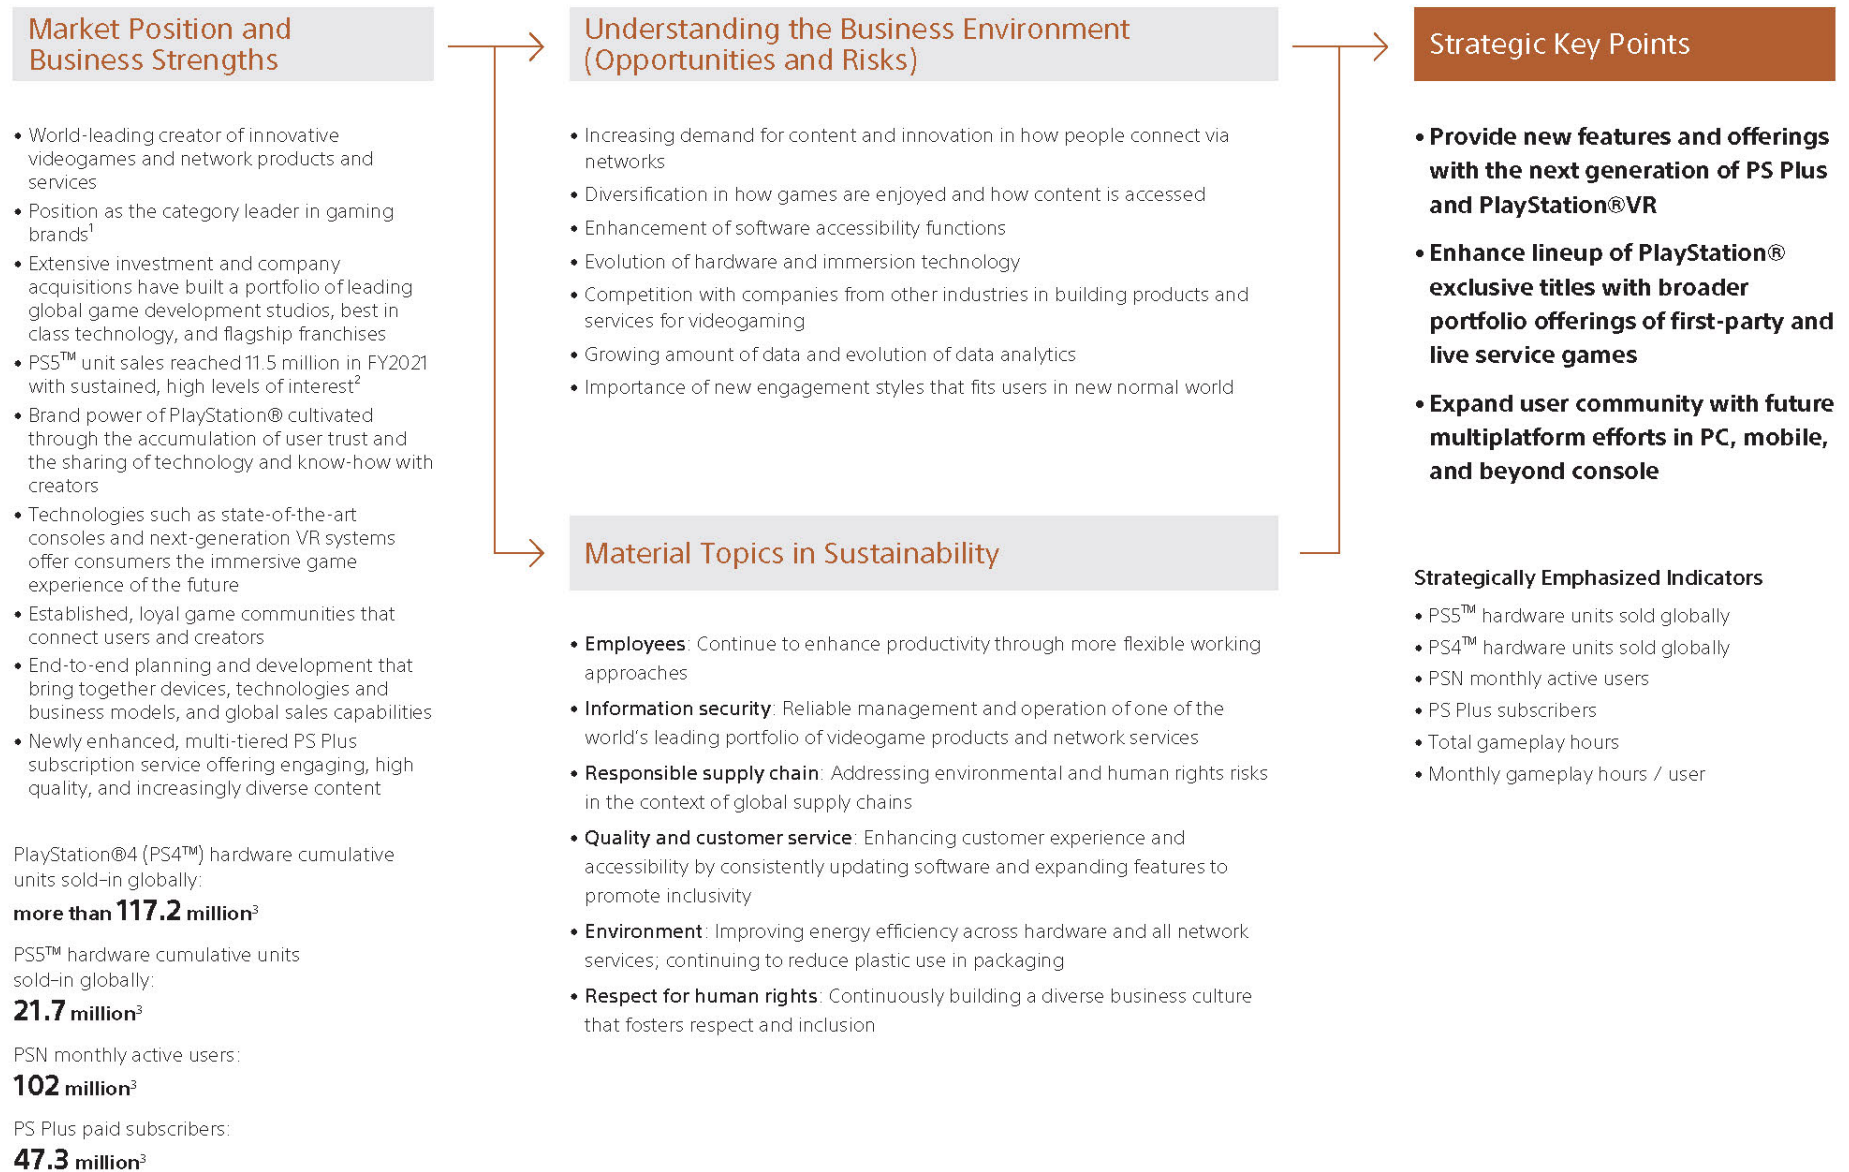 Market Position and
Business Strengths
• World-leading creator of innovative
videogames and network products and
services
• Position as the category leader in gaming
brands¹
• Extensive investment and company
acquisitions have built a portfolio of leading
global game development studios, best in
class technology, and flagship franchises
• PS5™ unit sales reached 11.5 million in FY2021
with sustained, high levels of interest²
• Brand power of PlayStation® cultivated
through the accumulation of user trust and
the sharing of technology and know-how with
creators
• Technologies such as state-of-the-art
consoles and next-generation VR systems
offer consumers the immersive game
experience of the future
• Established, loyal game communities that
connect users and creators
• End-to-end planning and development that
bring together devices, technologies and
business models, and global sales capabilities
• Newly enhanced, multi-tiered PS Plus
subscription service offering engaging, high
quality, and increasingly diverse content
PlayStation®4 (PS4™) hardware cumulative
units sold–in globally:
more than 117.2 million³
PS5™ hardware cumulative units
sold–in globally:
21.7 million³
PSN monthly active users:
102 million³
PS Plus paid subscribers:
47.3 million³
Understanding the Business Environment
(Opportunities and Risks)
• Increasing demand for content and innovation in how people connect via
networks
• Diversification in how games are enjoyed and how content is accessed
• Enhancement of software accessibility functions
• Evolution of hardware and immersion technology
• Competition with companies from other industries in building products and
services for videogaming
• Growing amount of data and evolution of data analytics
• Importance of new engagement styles that fits users in new normal world
Material Topics in Sustainability
• Employees: Continue to enhance productivity through more flexible working
approaches
• Information security: Reliable management and operation of one of the
world's leading portfolio of videogame products and network services
• Responsible supply chain: Addressing environmental and human rights risks
in the context of global supply chains
• Quality and customer service: Enhancing customer experience and
accessibility by consistently updating software and expanding features to
promote inclusivity
• Environment: Improving energy efficiency across hardware and all network
services; continuing to reduce plastic use in packaging
• Respect for human rights: Continuously building a diverse business culture
that fosters respect and inclusion
Strategic Key Points
• Provide new features and offerings
with the next generation of PS Plus
and PlayStation®VR
• Enhance lineup of PlayStation®
exclusive titles with broader
portfolio offerings of first-party and
live service games
• Expand user community with future
multiplatform efforts in PC, mobile,
and beyond console
Strategically Emphasized Indicators
• PS5™ hardware units sold globally
• PS4™ hardware units sold globally
• PSN monthly active users
• PS Plus subscribers
• Total gameplay hours
• Monthly gameplay hours / user